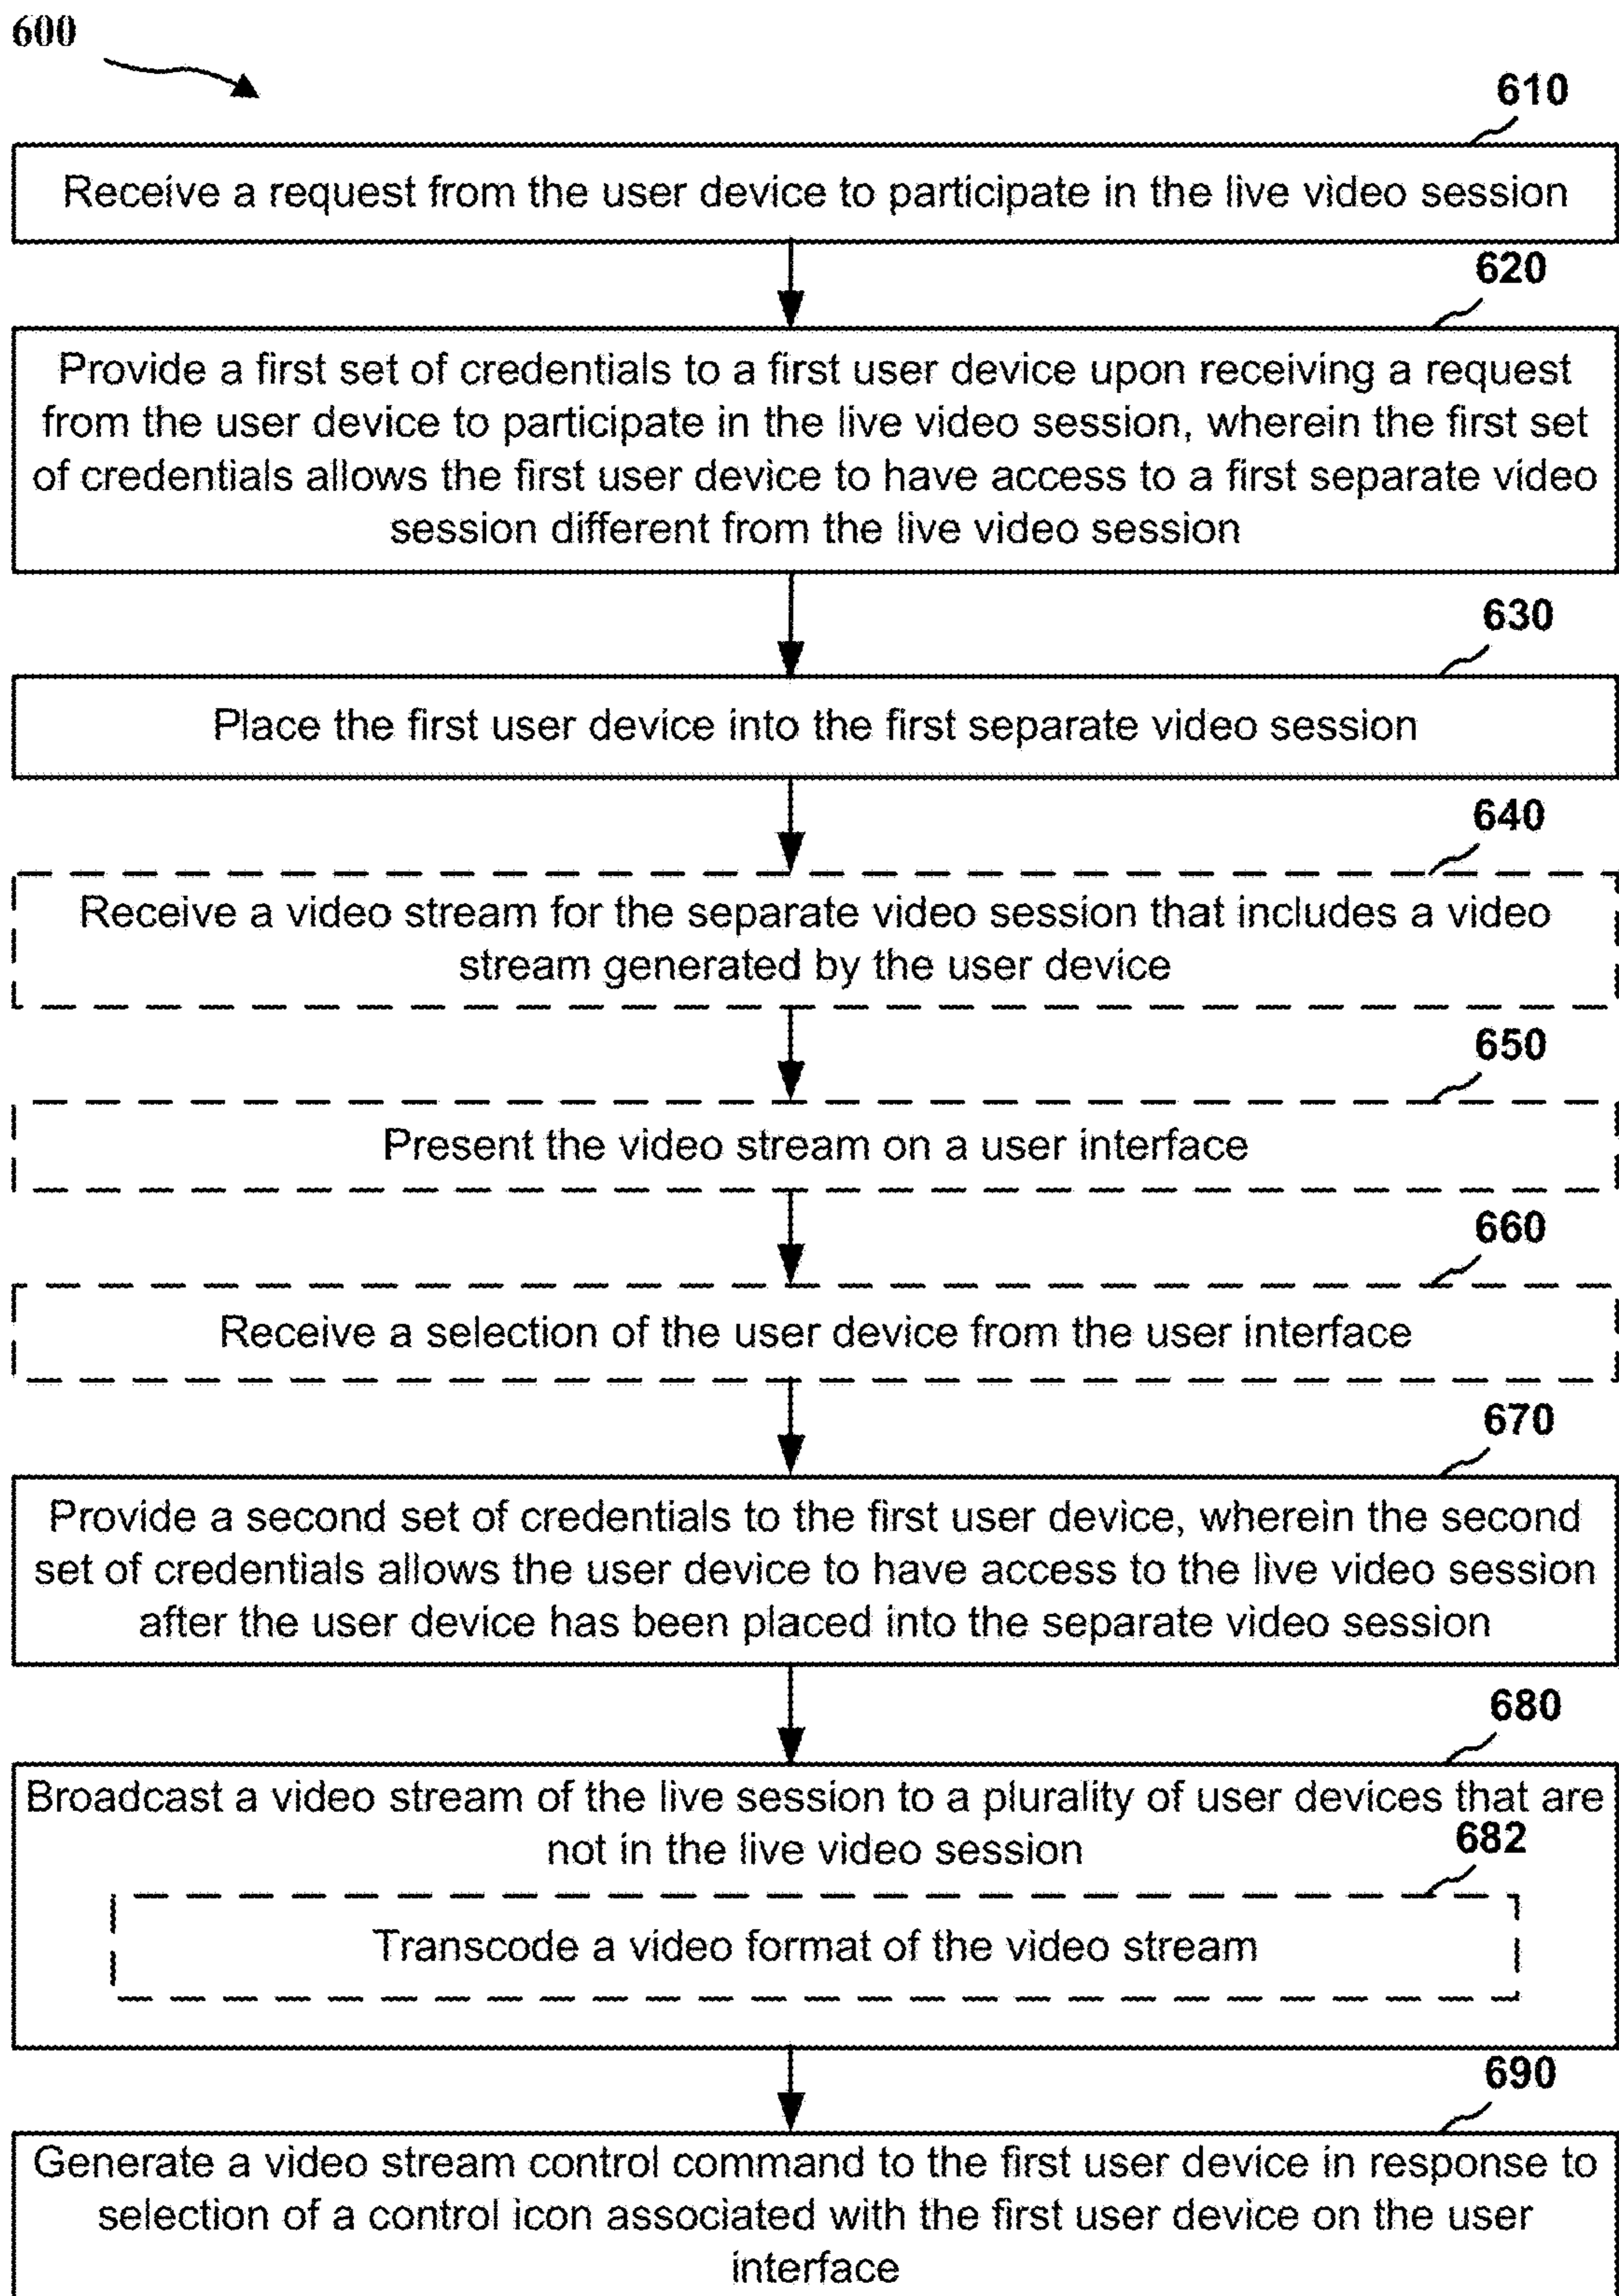 600
610
Receive a request from the user device to participate in the live video session
620
Provide a first set of credentials to a first user device upon receiving a request
from the user device to participate in the live video session, wherein the first set
of credentials allows the first user device to have access to a first separate video
session different from the live video session
630
Place the first user device into the first separate video session
640
Receive a video stream for the separate video session that includes a video
stream generated by the user device
650
Present the video stream on a user interface
660
Receive a selection of the user device from the user interface
670
Provide a second set of credentials to the first user device, wherein the second
set of credentials allows the user device to have access to the live video session
after the user device has been placed into the separate video session
680
Broadcast a video stream of the live session to a plurality of user devices that are
not in the live video session
682
Transcode a video format of the video stream
690
Generate a video stream control command to the first user device in response to
selection of a control icon associated with the first user device on the user
interface